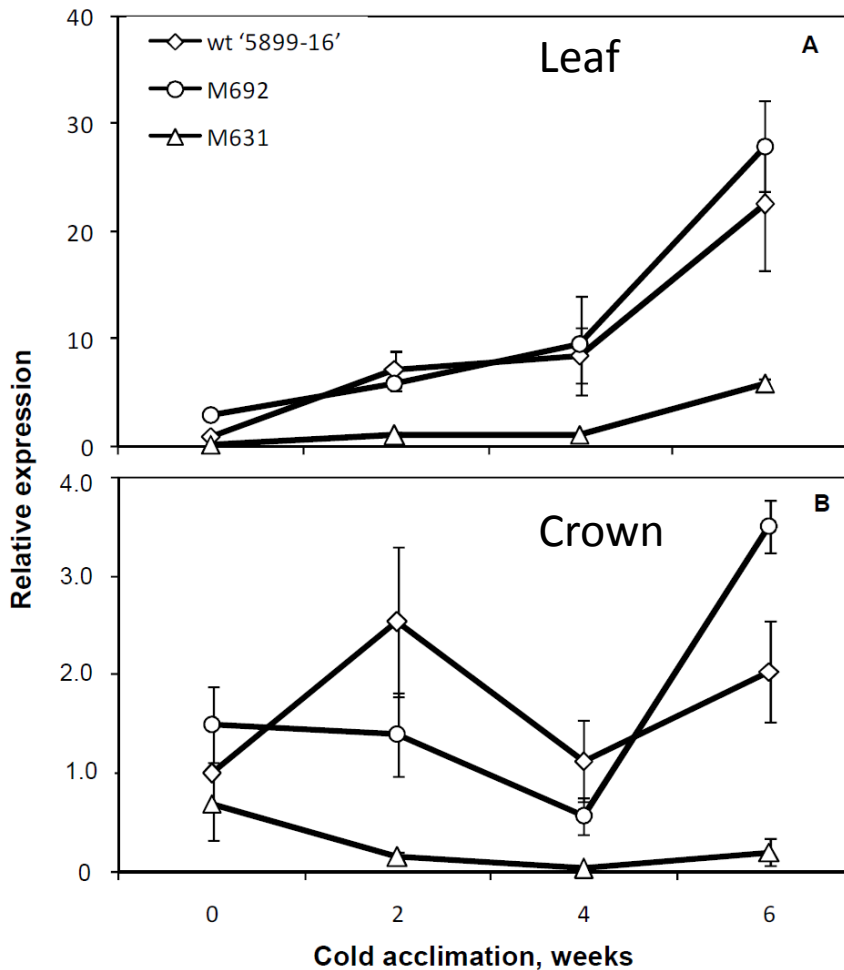 40
wt ‘5899-16’
Leaf
A
M692
30
M631
20
10
0
Relative expression
4.0
B
Crown
3.0
2.0
1.0
0
0 2 4 6
Cold acclimation, weeks